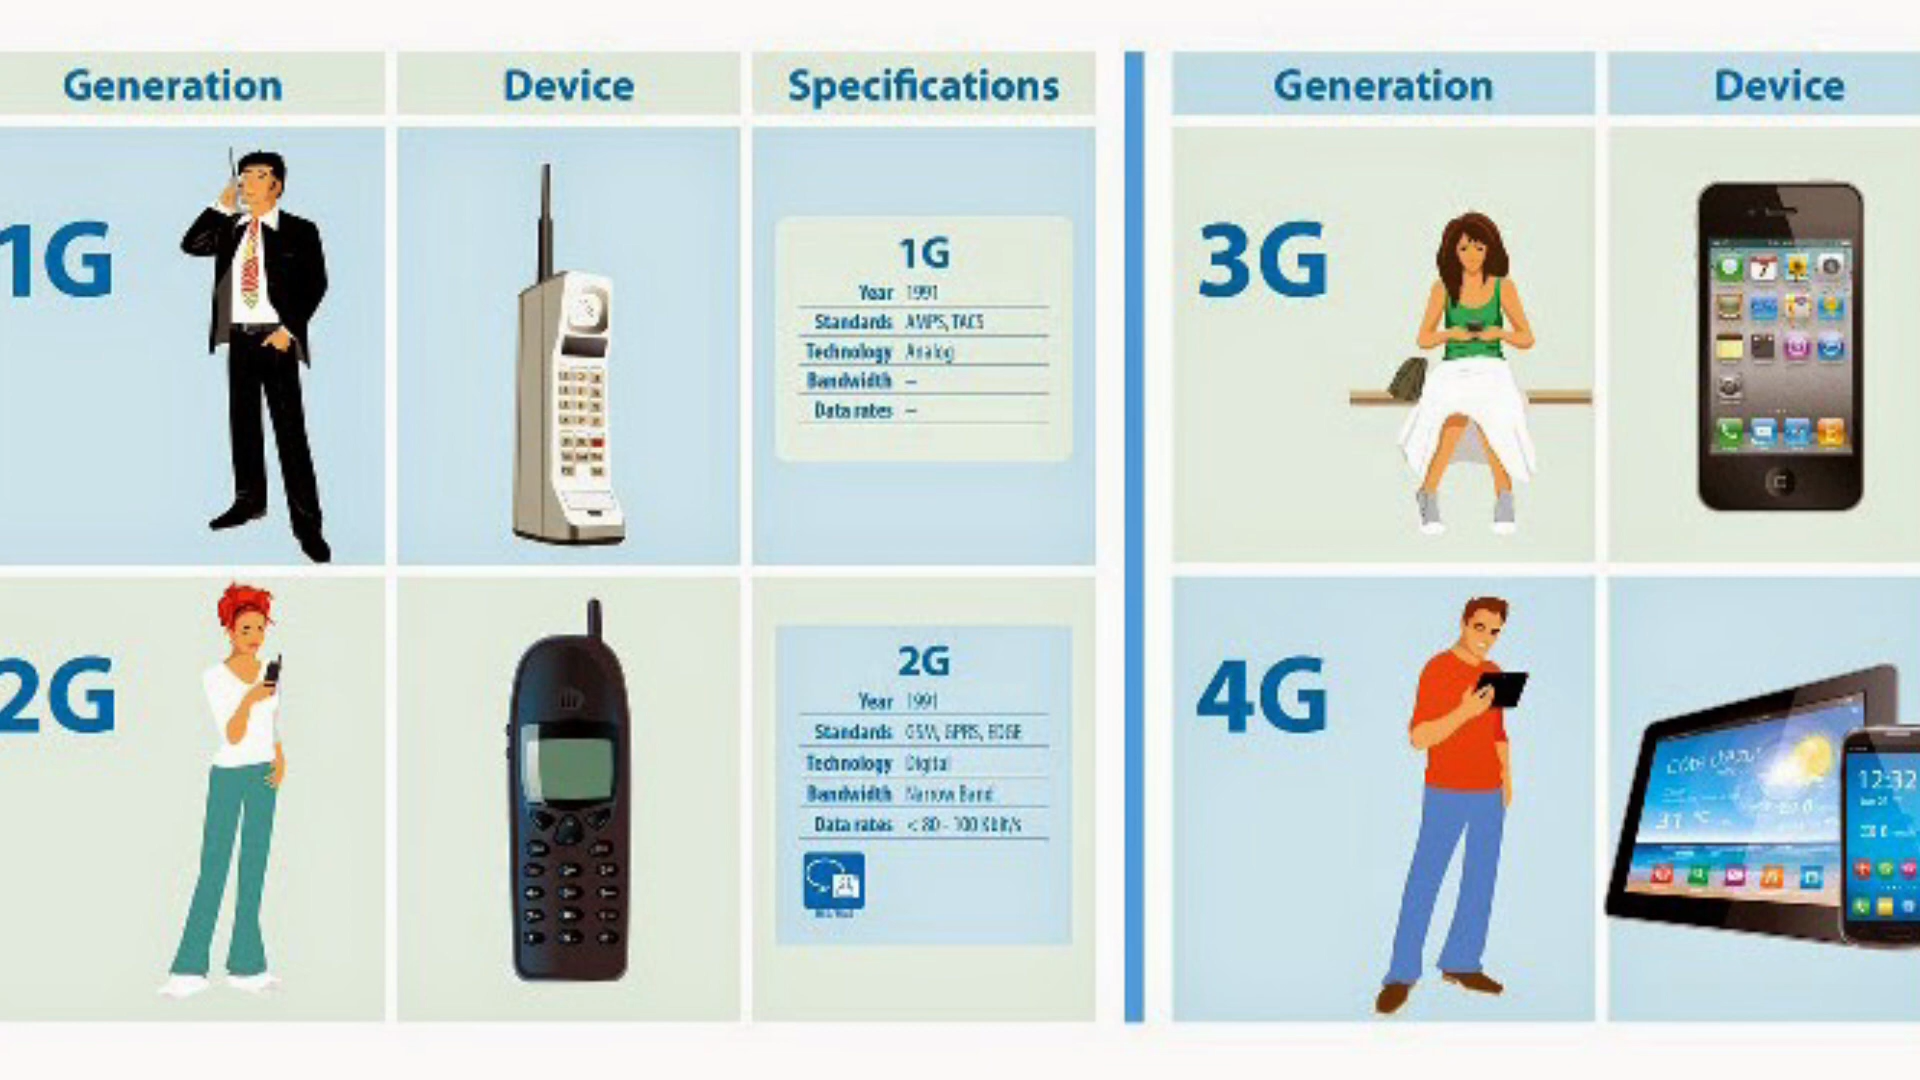 Generation Device Specifications Generation Device
1G
1G
Year 1991
Standards AMPS, TACS
Technology Analog
Bandwidth –
Data rates –
3G
2G
2G
Year 1991
Standards GSM, GPRS, EDGE
Technology Digital
Bandwidth Narrow Band
Data rates < 80 - 100 Kbit/s
4G
12:32